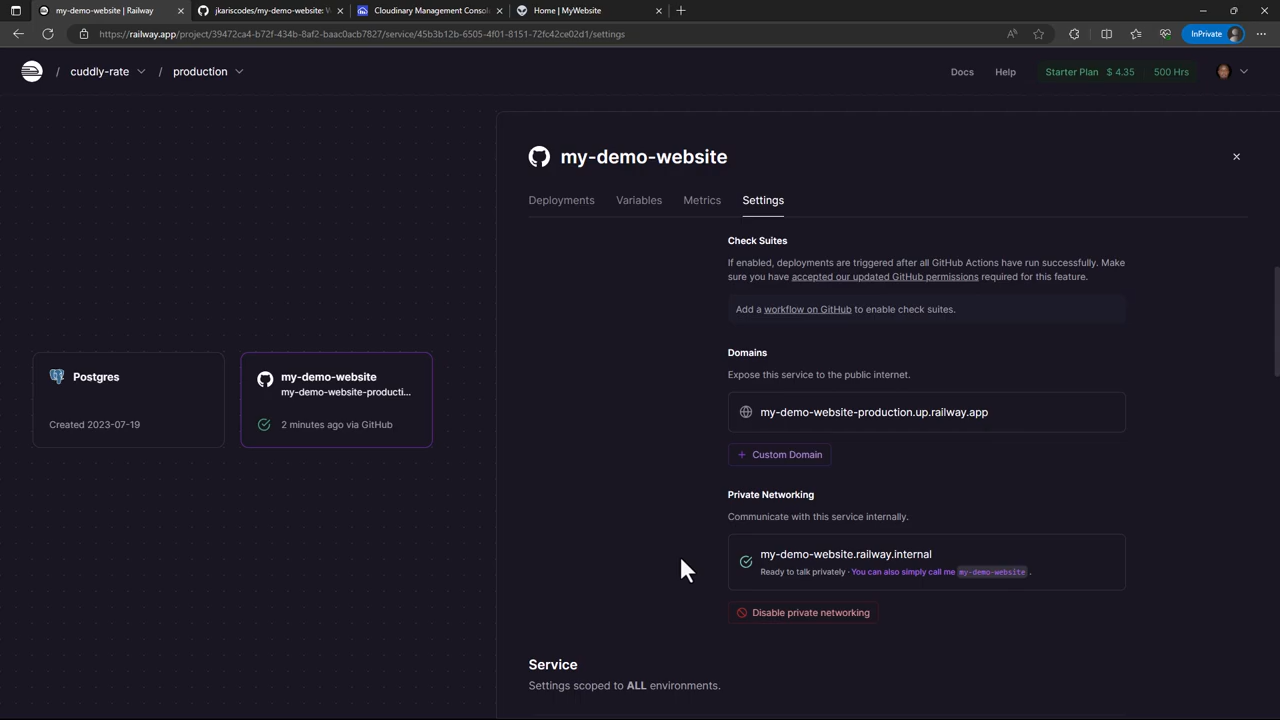 my-demo-website | Railway
jkariscodes/my-demo-website: W
Cloudinary Management Consol
Home | MyWebsite
https://railway.app/project/39472ca4-b72f-434b-8af2-baac0acb7827/service/45b3b12b-6505-4f01-8151-72fc42ce02d1/settings
InPrivate
/ cuddly-rate / production
Docs Help Starter Plan $ 4.35 500 Hrs
my-demo-website
Deployments Variables Metrics Settings
Check Suites
If enabled, deployments are triggered after all GitHub Actions have run successfully. Make
sure you have accepted our updated GitHub permissions required for this feature.
Add a workflow on GitHub to enable check suites.
Domains
Expose this service to the public internet.
my-demo-website-production.up.railway.app
+ Custom Domain
Private Networking
Communicate with this service internally.
my-demo-website.railway.internal
Ready to talk privately · You can also simply call me my-demo-website .
Disable private networking
Service
Settings scoped to ALL environments.
Postgres
Created 2023-07-19
my-demo-website
my-demo-website-producti...
2 minutes ago via GitHub